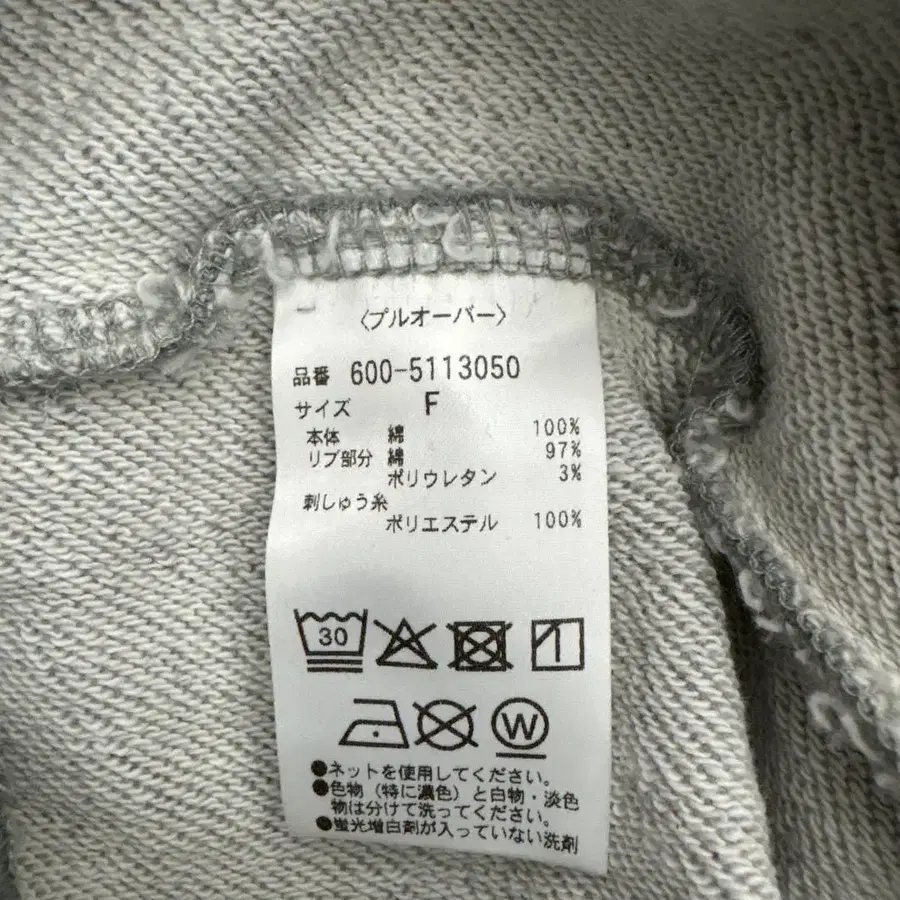 〈プルオーバー〉
品番 600-5113050
サイズ F
本体 綿 100%
リブ部分 綿 97%
ポリウレタン 3%
刺しゅう糸
ポリエステル 100%
30
W
●ネットを使用してください。
●色物(特に濃色)と白物・淡色
物は分けて洗ってください。
●蛍光増白剤が入っていない洗剤